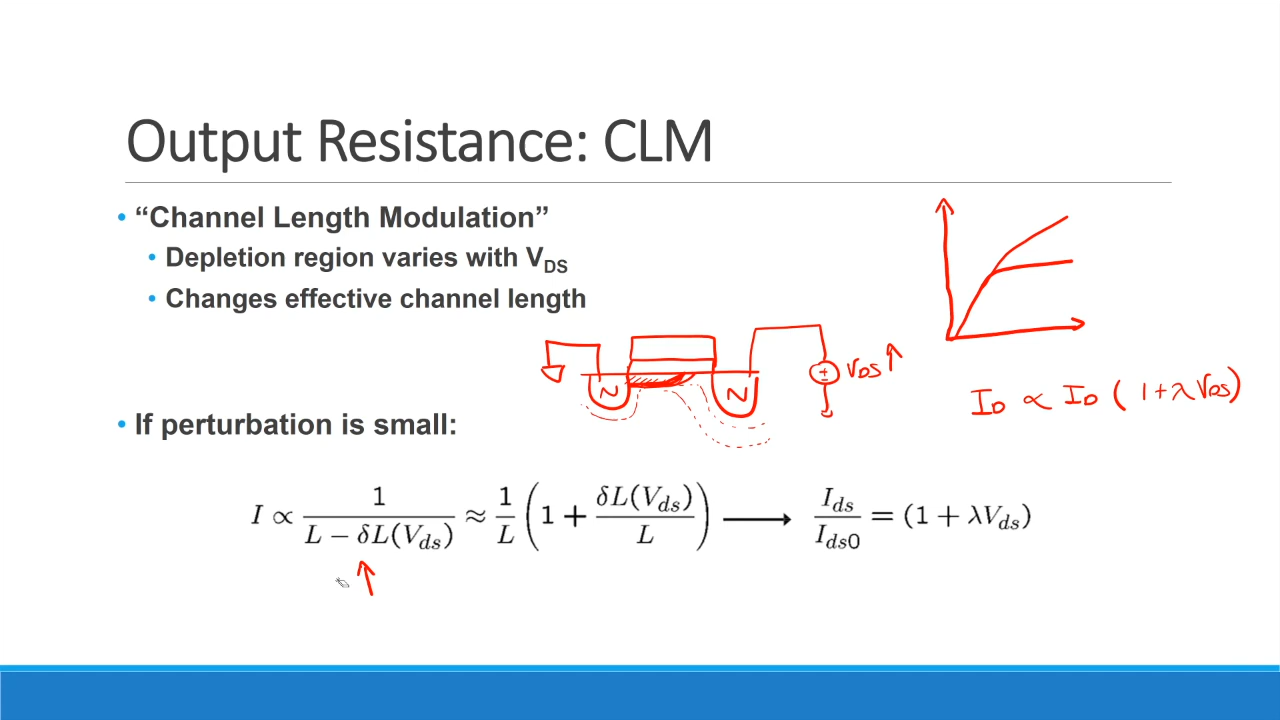 Output Resistance: CLM
• “Channel Length Modulation”
• Depletion region varies with V_DS
• Changes effective channel length
N N + − VDS ↑
I_D ∝ I_D ( 1 + λ V_DS )
• If perturbation is small:
I ∝ 1 / (L − δL(V_ds)) ≈ 1/L (1 + δL(V_ds)/L) ⟶ I_ds/I_ds0 = (1 + λV_ds)